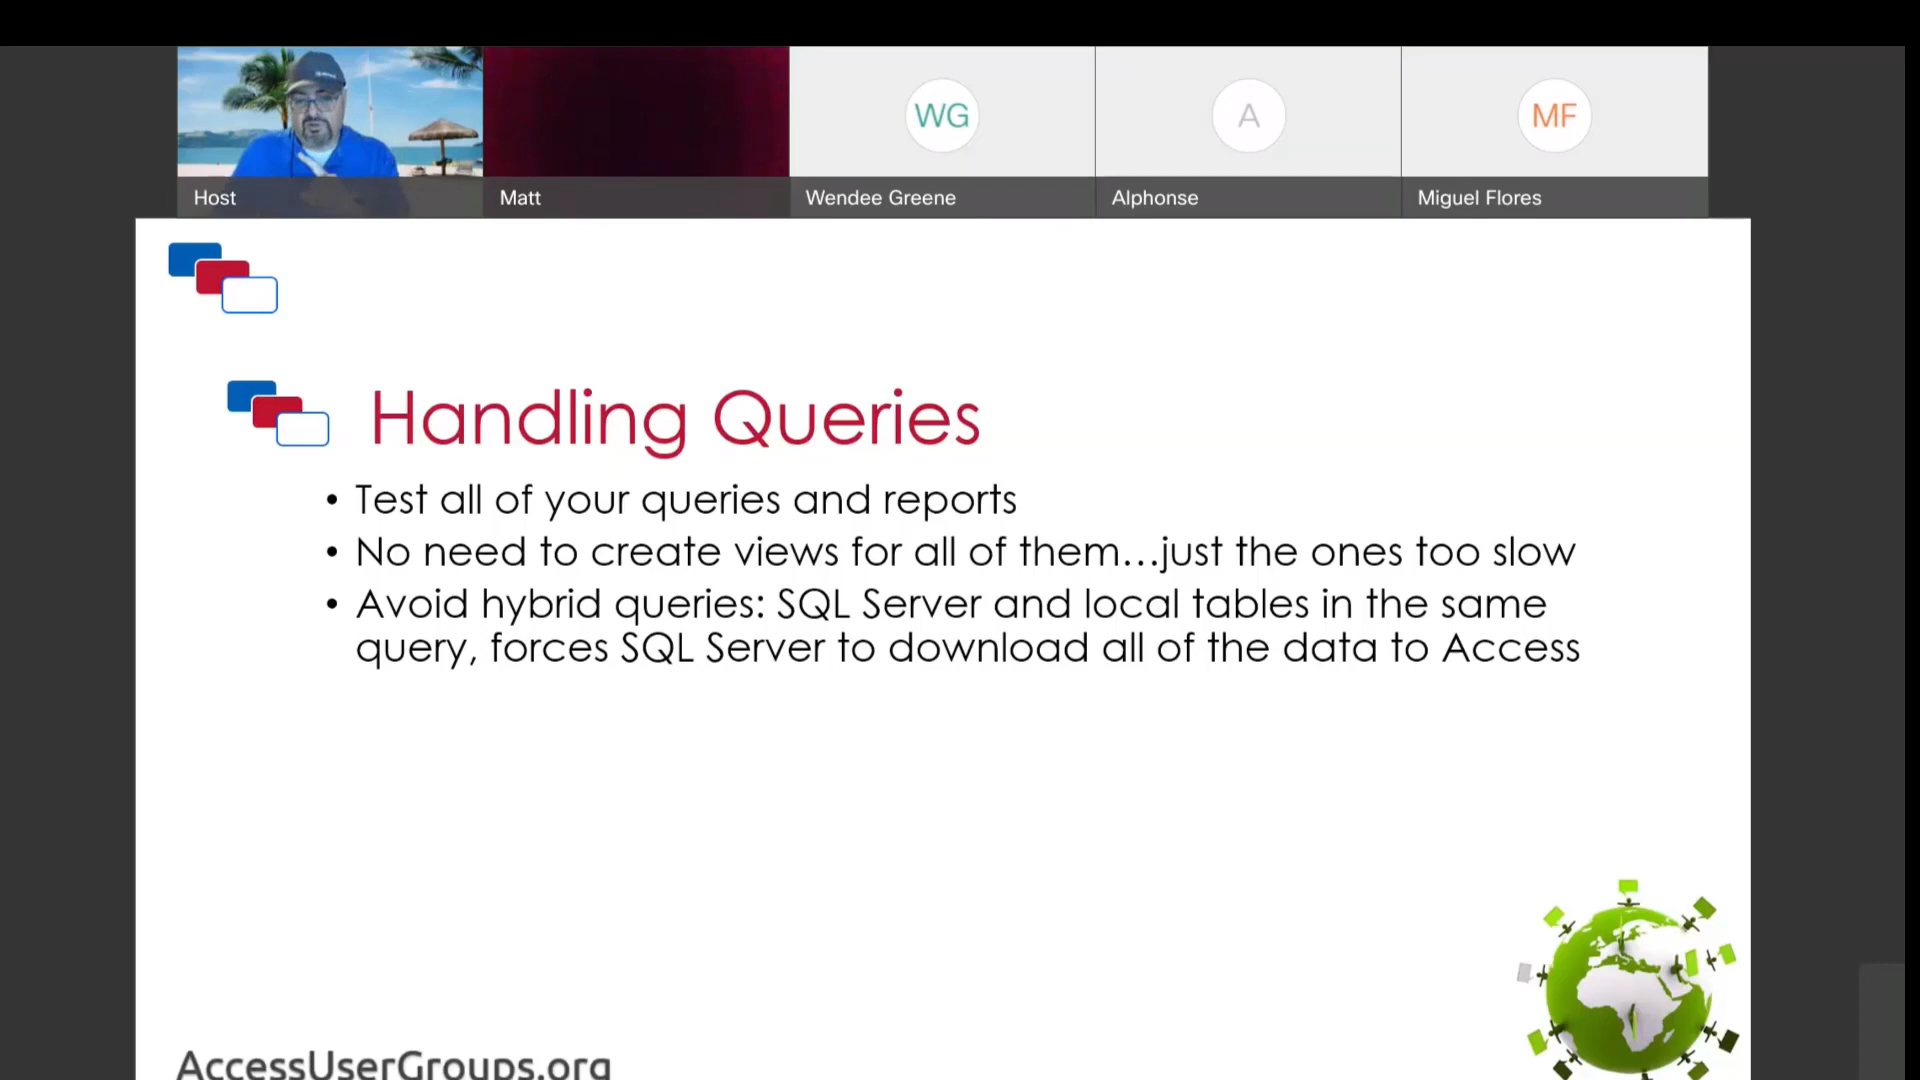 WG
A
MF
Host
Matt
Wendee Greene
Alphonse
Miguel Flores
Handling Queries
• Test all of your queries and reports
• No need to create views for all of them...just the ones too slow
• Avoid hybrid queries: SQL Server and local tables in the same
query, forces SQL Server to download all of the data to Access
AccessUserGroups.org